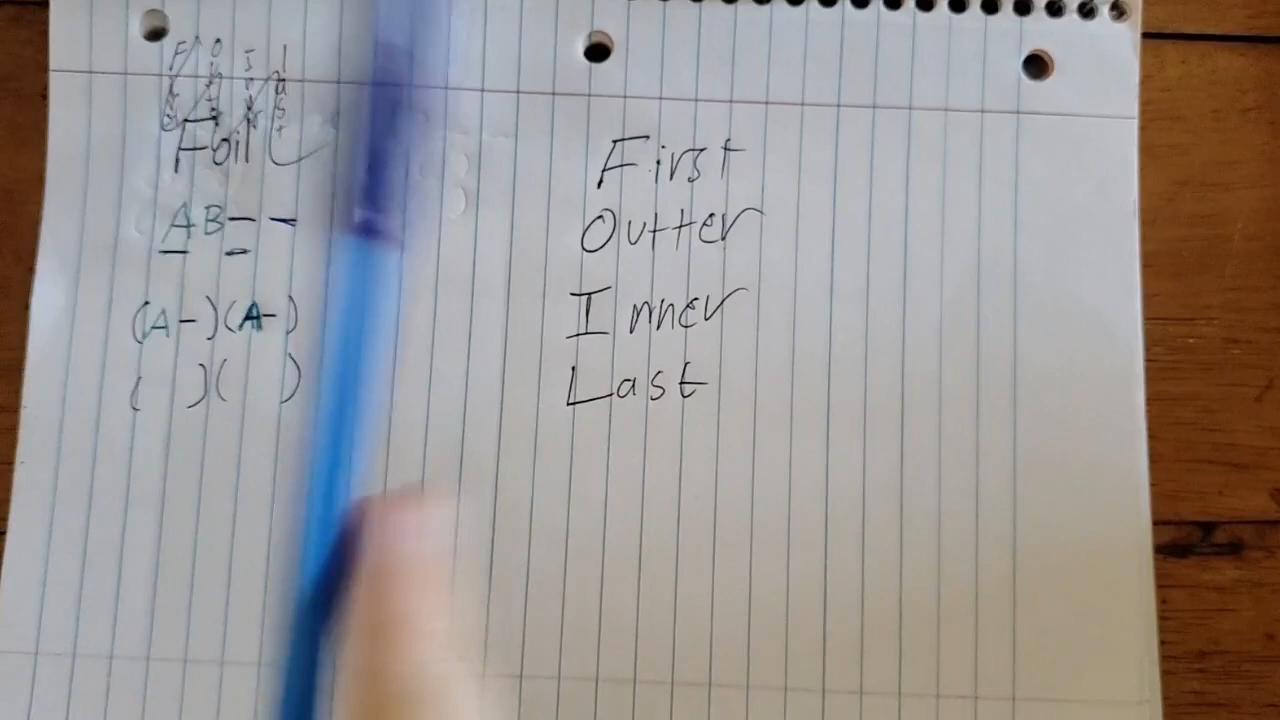 Foil
AB– –
(A–)(A–)
( )( )
First
Outter
Inner
Last